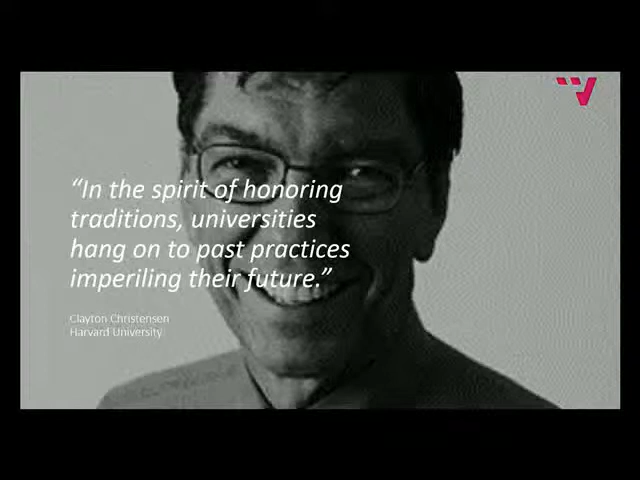 “In the spirit of honoring
traditions, universities
hang on to past practices
imperiling their future.”
Clayton Christensen
Harvard University